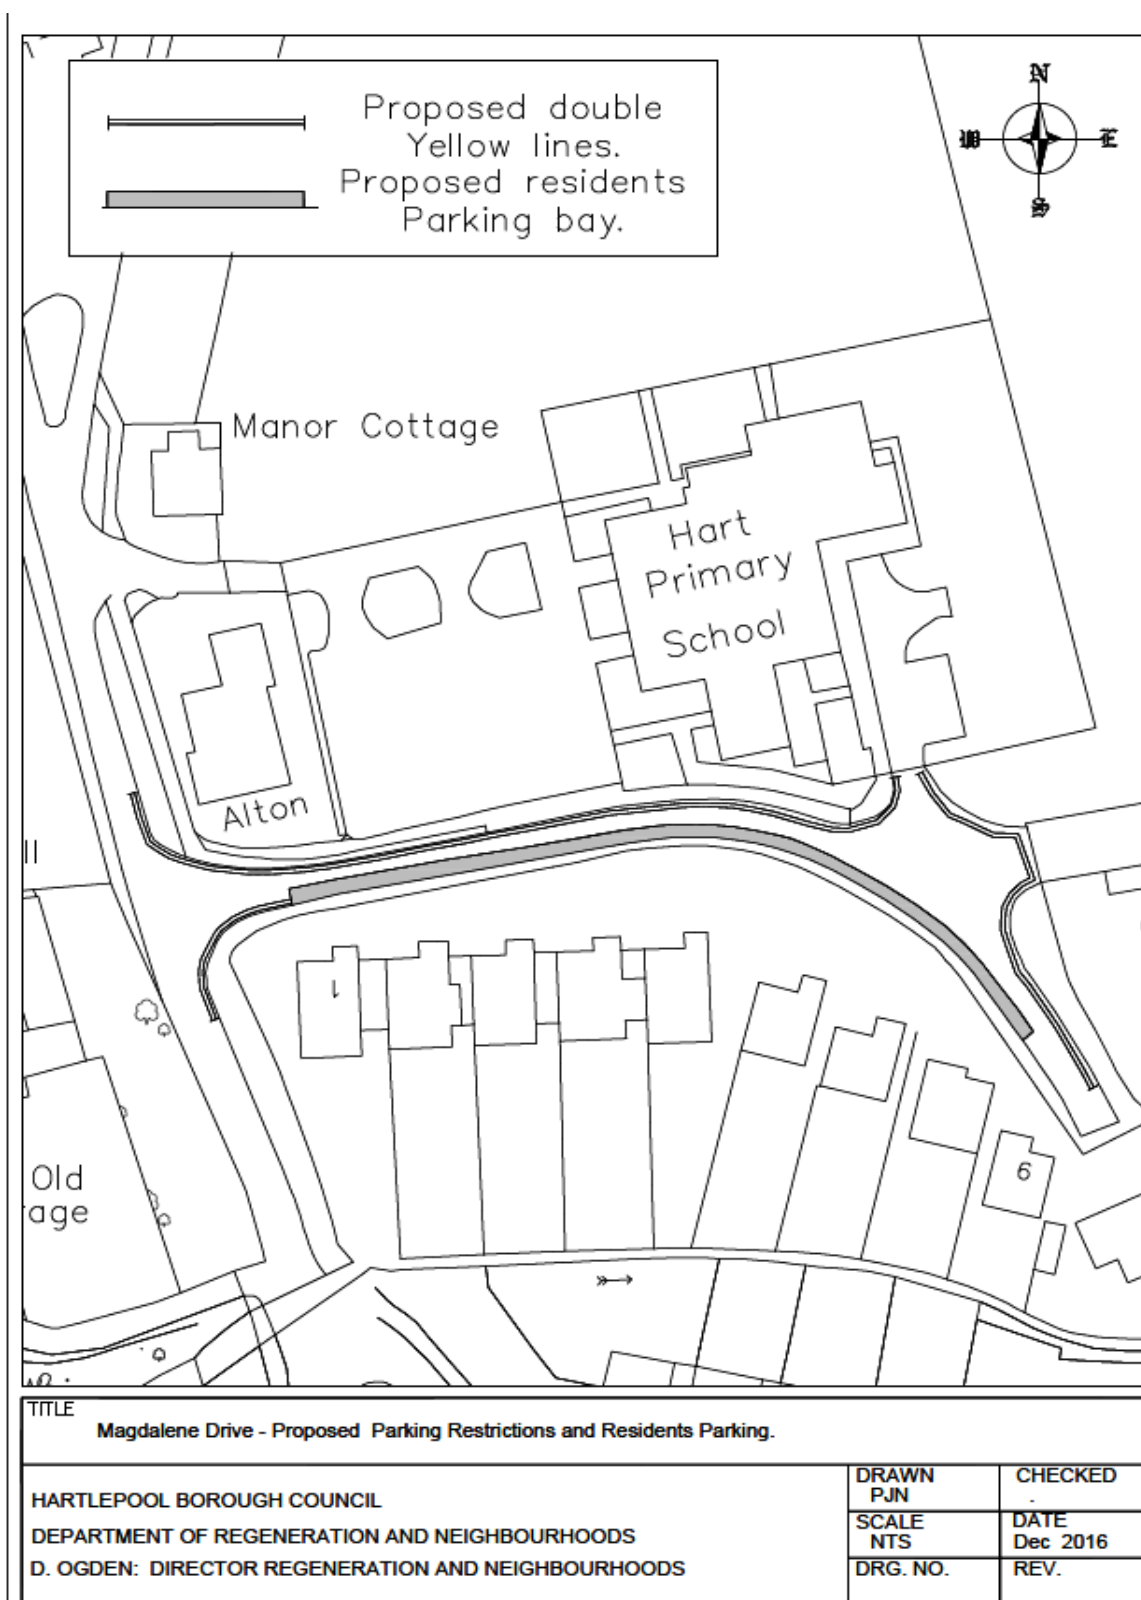 Proposed double
Yellow lines.
Proposed residents
Parking bay.
N
E
S
Manor Cottage
Hart
Primary
School
Alton
ll
1
Old
age
6
TITLE
Magdalene Drive - Proposed Parking Restrictions and Residents Parking.
HARTLEPOOL BOROUGH COUNCIL
DEPARTMENT OF REGENERATION AND NEIGHBOURHOODS
D. OGDEN: DIRECTOR REGENERATION AND NEIGHBOURHOODS
DRAWN
PJN
CHECKED
.
SCALE
NTS
DATE
Dec 2016
DRG. NO.
REV.